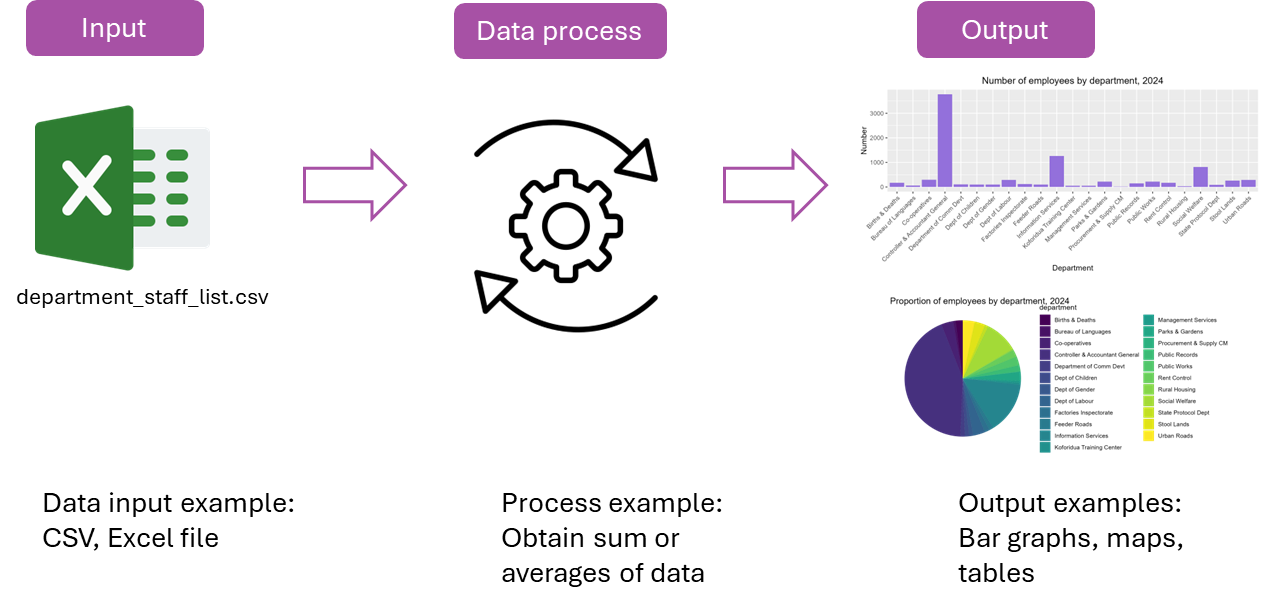 Input
Data process
Output
X
department_staff_list.csv
Number of employees by department, 2024
Number
3000
2000
1000
0
Births & Deaths
Bureau of Languages
Co-operatives
Controller & Accountant General
Department of Comm Devt
Dept of Children
Dept of Gender
Dept of Labour
Factories Inspectorate
Feeder Roads
Information Services
Koforidua Training Center
Management Services
Parks & Gardens
Procurement & Supply CM
Public Records
Public Works
Rent Control
Rural Housing
Social Welfare
State Protocol Dept
Stool Lands
Urban Roads
Department
Proportion of employees by department, 2024
department
Births & Deaths
Bureau of Languages
Co-operatives
Controller & Accountant General
Department of Comm Devt
Dept of Children
Dept of Gender
Dept of Labour
Factories Inspectorate
Feeder Roads
Information Services
Koforidua Training Center
Management Services
Parks & Gardens
Procurement & Supply CM
Public Records
Public Works
Rent Control
Rural Housing
Social Welfare
State Protocol Dept
Stool Lands
Urban Roads
Data input example:
CSV, Excel file
Process example:
Obtain sum or
averages of data
Output examples:
Bar graphs, maps,
tables